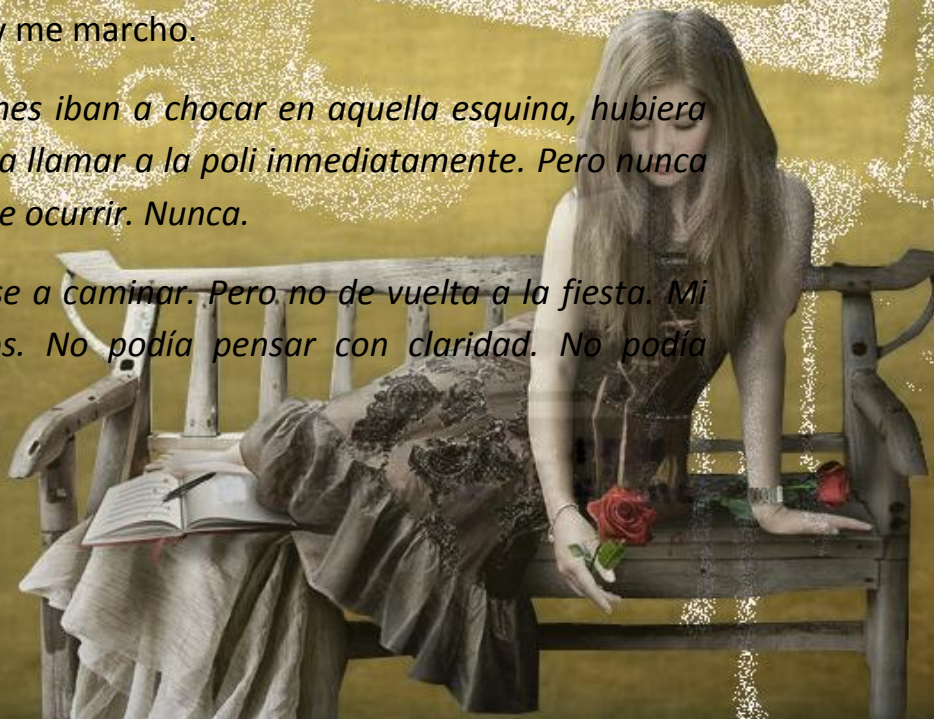 y me marcho.
nes iban a chocar en aquella esquina, hubiera
a llamar a la poli inmediatamente. Pero nunca
e ocurrir. Nunca.
se a caminar. Pero no de vuelta a la fiesta. Mi
os. No podía pensar con claridad. No podía